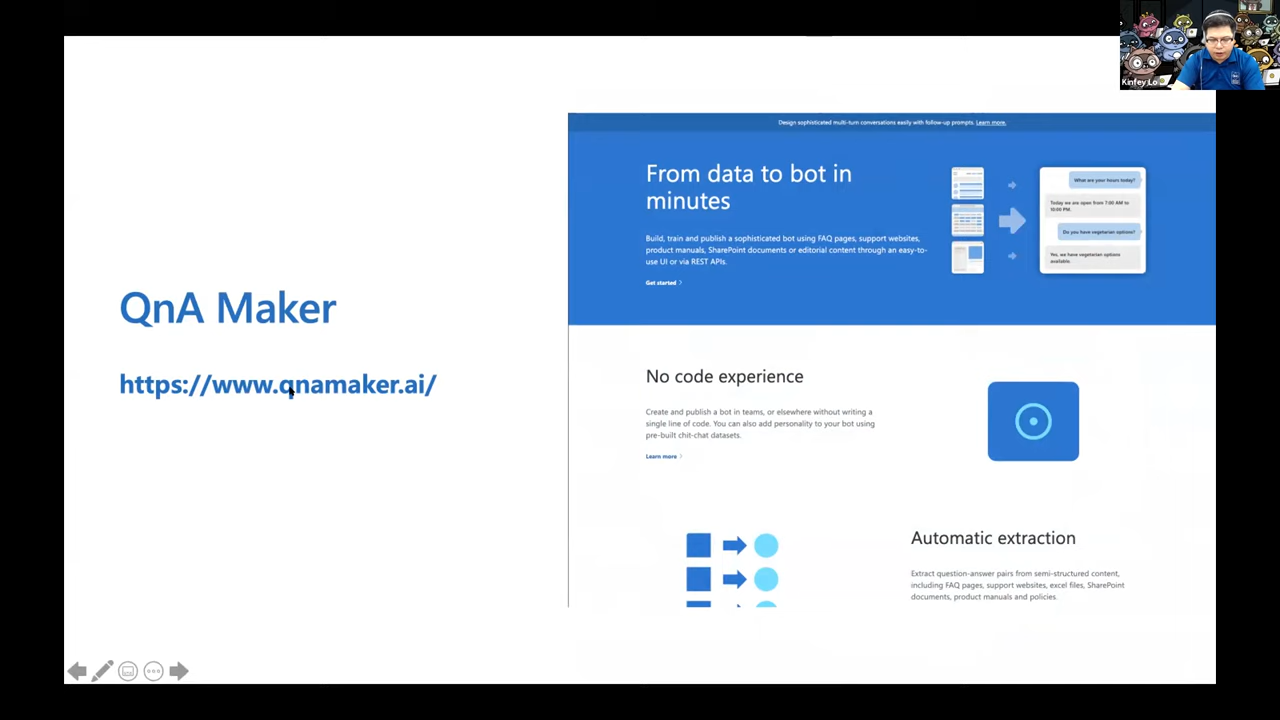 Kinfey Lo
QnA Maker
https://www.qnamaker.ai/
Design sophisticated multi-turn conversations easily with follow-up prompts. Learn more.
From data to bot in
minutes
Build, train and publish a sophisticated bot using FAQ pages, support websites,
product manuals, SharePoint documents or editorial content through an easy-to-
use UI or via REST APIs.
Get started
What are your hours today?
Today we are open from 7:00 AM to
10:00 PM.
Do you have vegetarian options?
Yes, we have vegetarian options
available.
No code experience
Create and publish a bot in teams, or elsewhere without writing a
single line of code. You can also add personality to your bot using
pre-built chit-chat datasets.
Learn more
Automatic extraction
Extract question-answer pairs from semi-structured content,
including FAQ pages, support websites, excel files, SharePoint
documents, product manuals and policies.